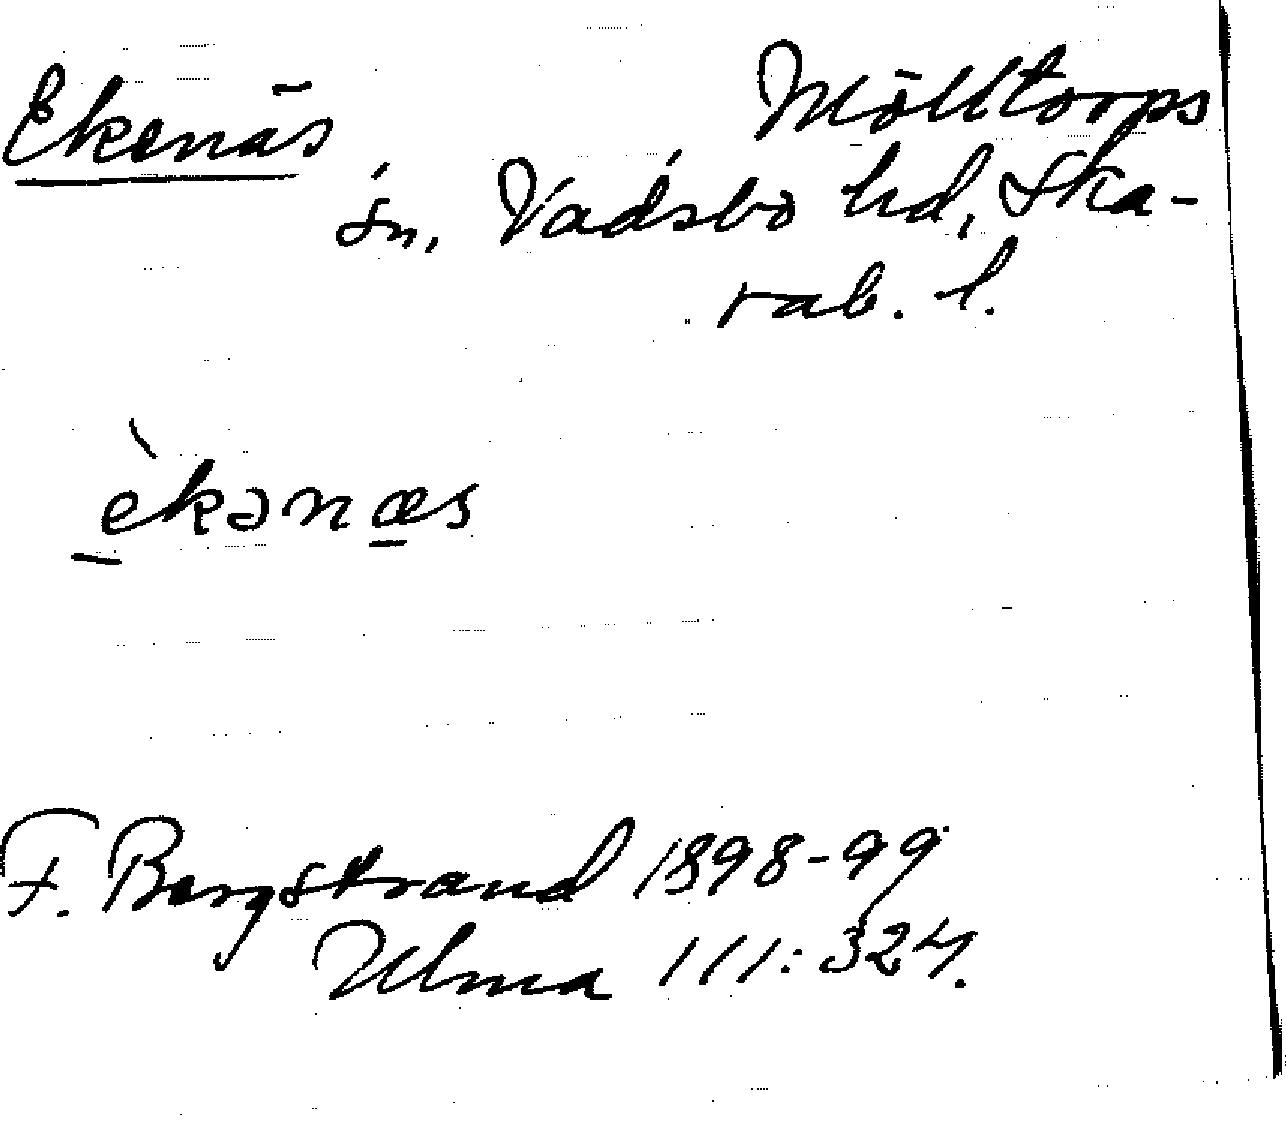 Ekenäs Mölltorps
sn, Vadsbo hd, Ska-
rab. l.
èkənæs
F. Bergstrand 1898-99
Ulma 111:324.